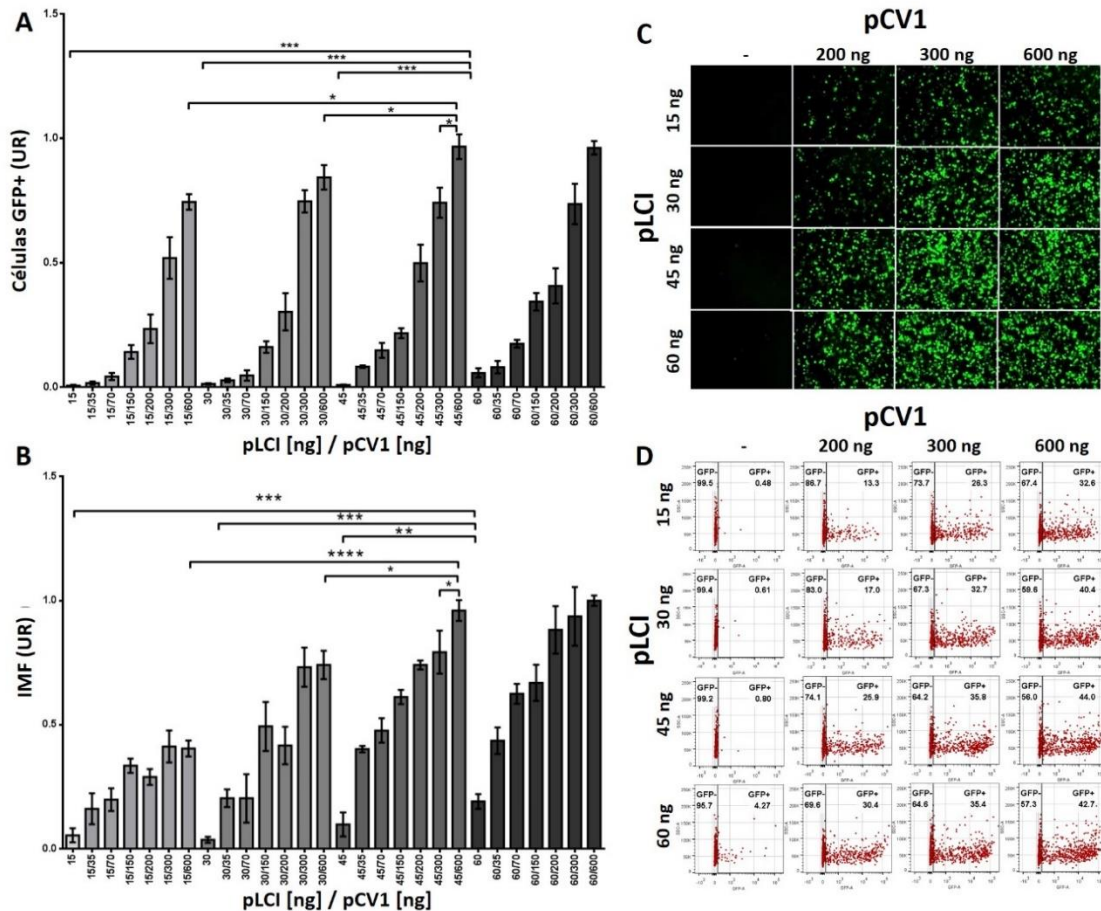 A
1.5
***
***
***
*
*
*
1.0
0.5
0.0
Células GFP+ (UR)
15
15/35
15/70
15/150
15/200
15/300
15/600
30
30/35
30/70
30/150
30/200
30/300
30/600
45
45/35
45/70
45/150
45/200
45/300
45/600
60
60/35
60/70
60/150
60/200
60/300
60/600
pLCI [ng] / pCV1 [ng]
B
1.5
***
***
**
****
*
*
1.0
0.5
0.0
IMF (UR)
15
15/35
15/70
15/150
15/200
15/300
15/600
30
30/35
30/70
30/150
30/200
30/300
30/600
45
45/35
45/70
45/150
45/200
45/300
45/600
60
60/35
60/70
60/150
60/200
60/300
60/600
pLCI [ng] / pCV1 [ng]
C
pCV1
- 200 ng 300 ng 600 ng
pLCI
15 ng
30 ng
45 ng
60 ng
D
pCV1
- 200 ng 300 ng 600 ng
pLCI
15 ng
GFP- GFP+ GFP- GFP+ GFP- GFP+ GFP- GFP+
99.5 0.48 86.7 13.3 73.7 26.3 67.4 32.6
30 ng
GFP- GFP+ GFP- GFP+ GFP- GFP+ GFP- GFP+
99.4 0.61 83.0 17.0 67.3 32.7 59.6 40.4
45 ng
GFP- GFP+ GFP- GFP+ GFP- GFP+ GFP- GFP+
99.2 0.80 74.1 25.9 64.2 35.8 56.0 44.0
60 ng
GFP- GFP+ GFP- GFP+ GFP- GFP+ GFP- GFP+
95.7 4.27 69.6 30.4 64.6 35.4 57.3 42.7